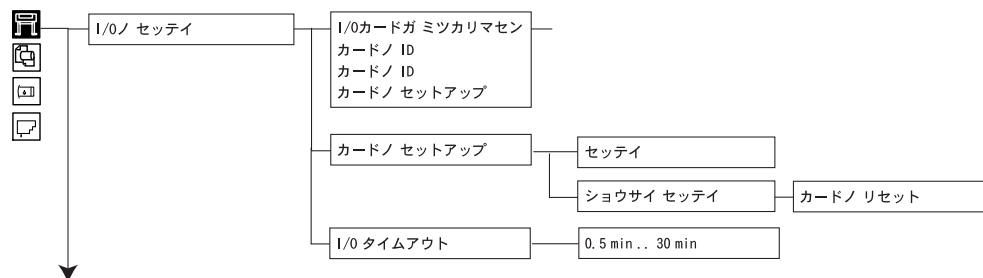 I/Oノ セッテイ
I/Oカードガ ミツカリマセン
カードノ ID
カードノ ID
カードノ セットアップ
カードノ セットアップ
セッテイ
ショウサイ セッテイ
カードノ リセット
I/O タイムアウト
0.5 min .. 30 min